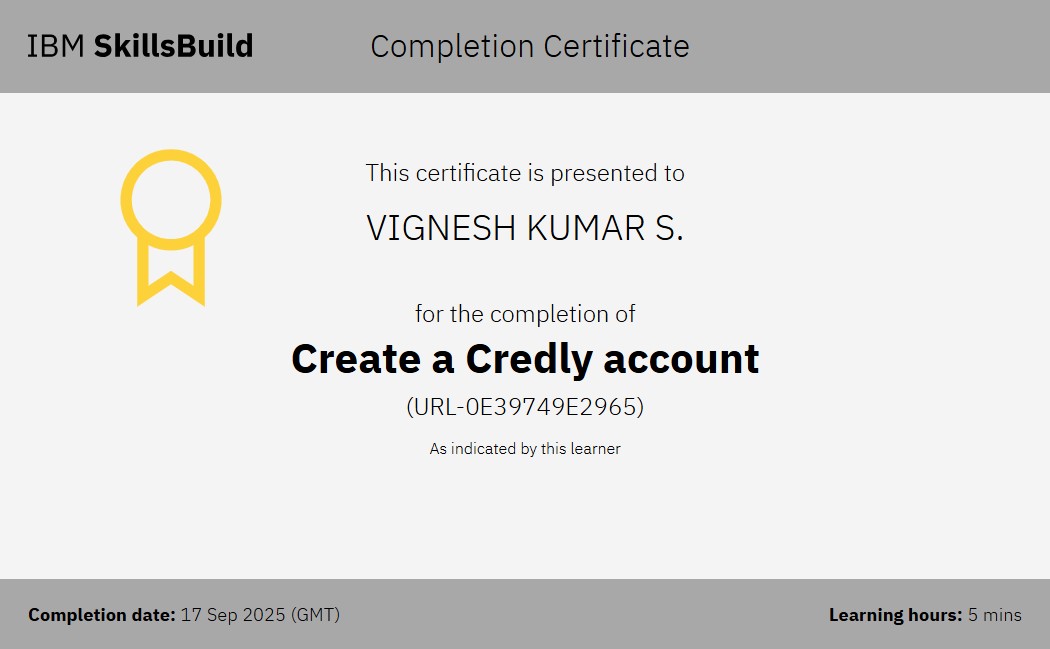 IBM SkillsBuild
Completion Certificate
This certificate is presented to
VIGNESH KUMAR S.
for the completion of
Create a Credly account
(URL-0E39749E2965)
As indicated by this learner
Completion date: 17 Sep 2025 (GMT)
Learning hours: 5 mins